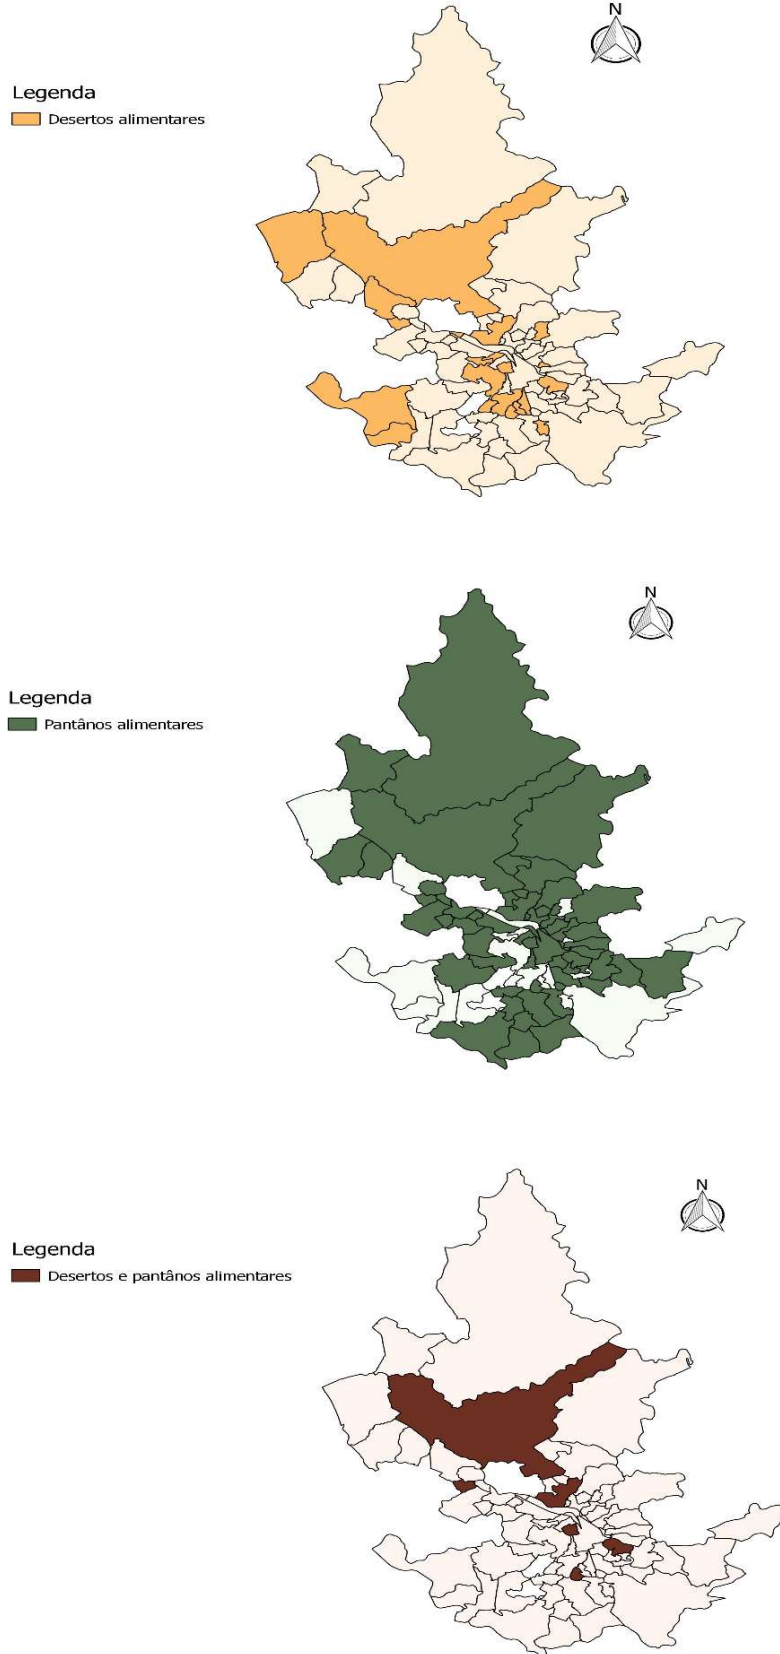 N
Legenda
Desertos alimentares
N
Legenda
Pantânos alimentares
N
Legenda
Desertos e pantânos alimentares